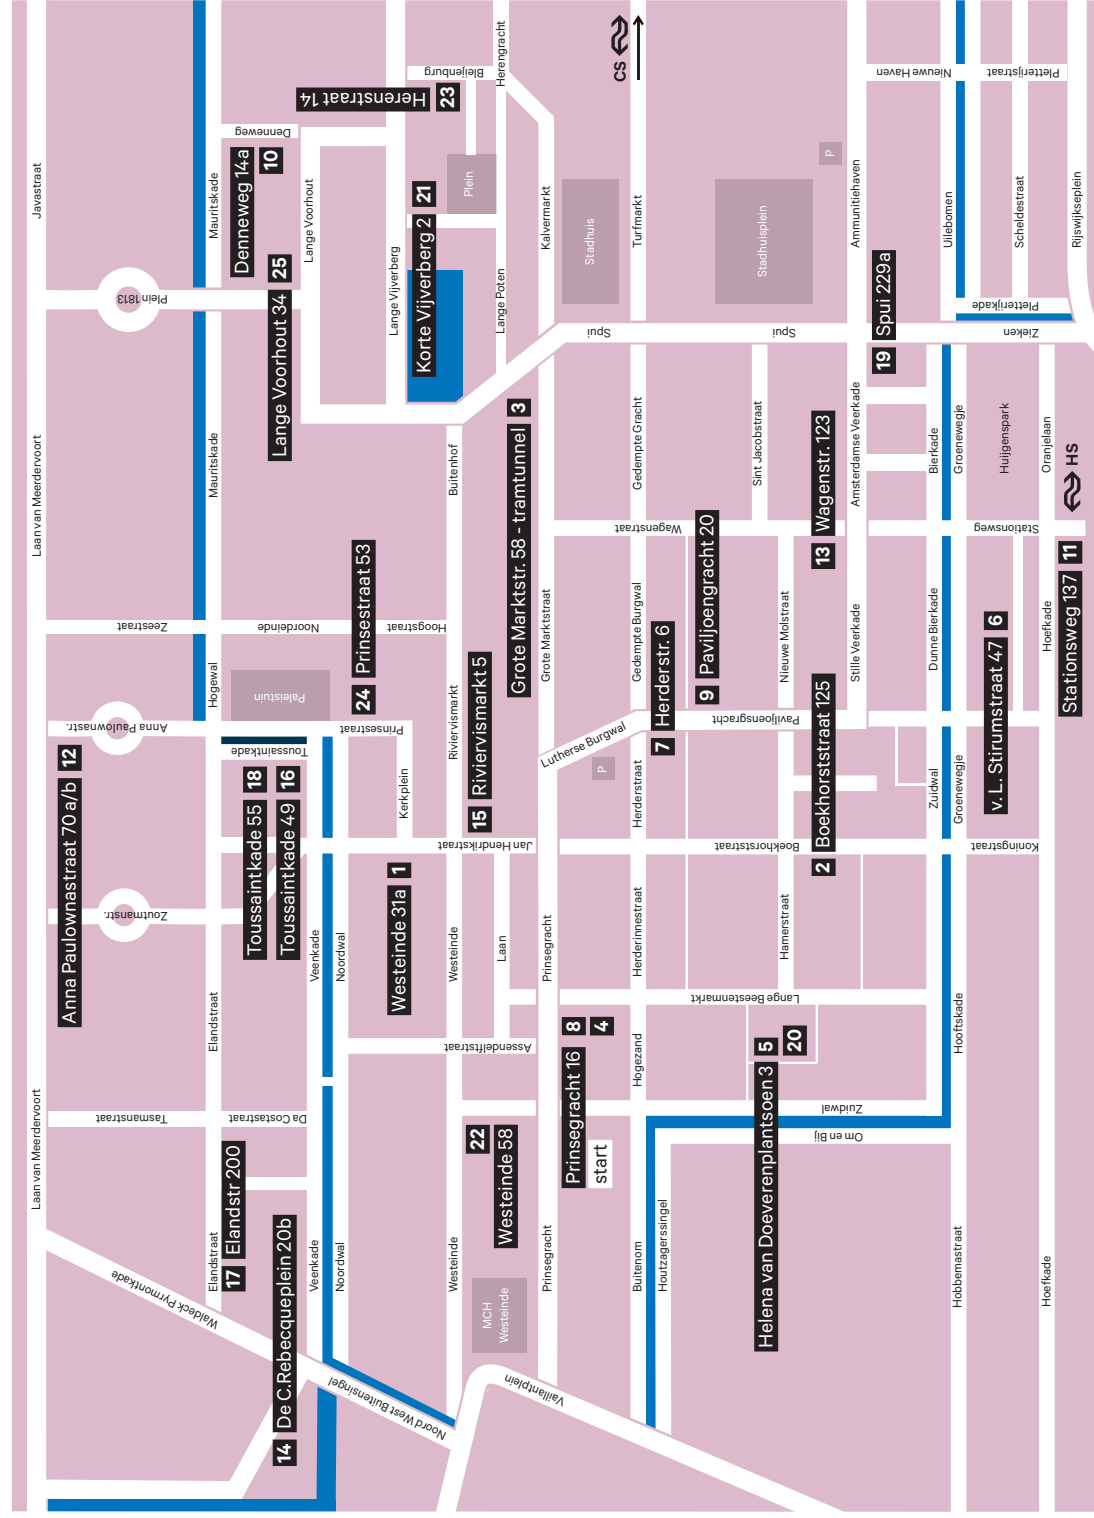 Laan van Meerdervoort
Laan van Meerdervoort
Javastraat
Waldeck Pyrmontkade
Tasmanstraat
Zoutmanstr.
Anna Paulownastr.
Zeestraat
Plein 1813
Anna Paulownastraat 70 a/b 12
Elandstraat
Elandstraat
Hogewal
Mauritskade
Mauritskade
17 Elandstr 200
Da Costastraat
Toussaintkade
Toussaintkade 55 18
Toussaintkade 49 16
Paleistuin
Noordeinde
Denneweg
Denneweg 14a 10
Lange Voorhout 34 25
Lange Voorhout
14 De C.Rebecqueplein 20b
Veenkade
Veenkade
Noordwal
Noordwal
Noord West Buitensingel
Prinsestraat
24 Prinsestraat 53
Hoogstraat
Herenstraat 14
23
Lange Vijverberg
Korte Vijverberg 2 21
Bleijenburg
Plein
Westeinde 31a 1
Kerkplein
Westeinde
Westeinde
Riviervismarkt
Buitenhof
Jan Hendrikstraat
15 Riviervismarkt 5
22
Westeinde 58
Assendelftstraat
Laan
Lange Poten
Herengracht
MCH
Westeinde
Vaillantplein
Grote Marktstr. 58 - tramtunnel 3
Prinsegracht
Prinsegracht
Grote Marktstraat
Kalvermarkt
Prinsegracht 16 8
4
start
Lutherse Burgwal
P
Spui
Spui
Stadhuis
CS
Buitenom
Hogezand
Herderinnestraat
Herderstraat
Gedempte Burgwal
Gedempte Gracht
Turfmarkt
Houtzagerssingel
7 Herderstr. 6
Wagenstraat
9 Paviljoengracht 20
Paviljoensgracht
Boekhorststraat
Lange Beestenmarkt
Helena van Doeverenplantsoen 3 5
20
Stadhuisplein
Sint Jacobstraat
Hamerstraat
Nieuwe Molstraat
2 Boekhorststraat 125
13 Wagenstr. 123
P
Zuidwal
Om en Bij
Stille Veerkade
Amsterdamse Veerkade
Ammunitiehaven
19 Spui 229a
Nieuwe Haven
Zuidwal
Dunne Bierkade
Bierkade
Uilebomen
Hobbemastraat
Hooftskade
Groenewegje
Groenewegje
v. L. Stirumstraat 47 6
Koningstraat
Stationsweg
Huijgenspark
Zieken
Pletterijkade
Pletterijstraat
Scheldestraat
Hoefkade
Hoefkade
Oranjelaan
Rijswijkseplein
Stationsweg 137 11
HS